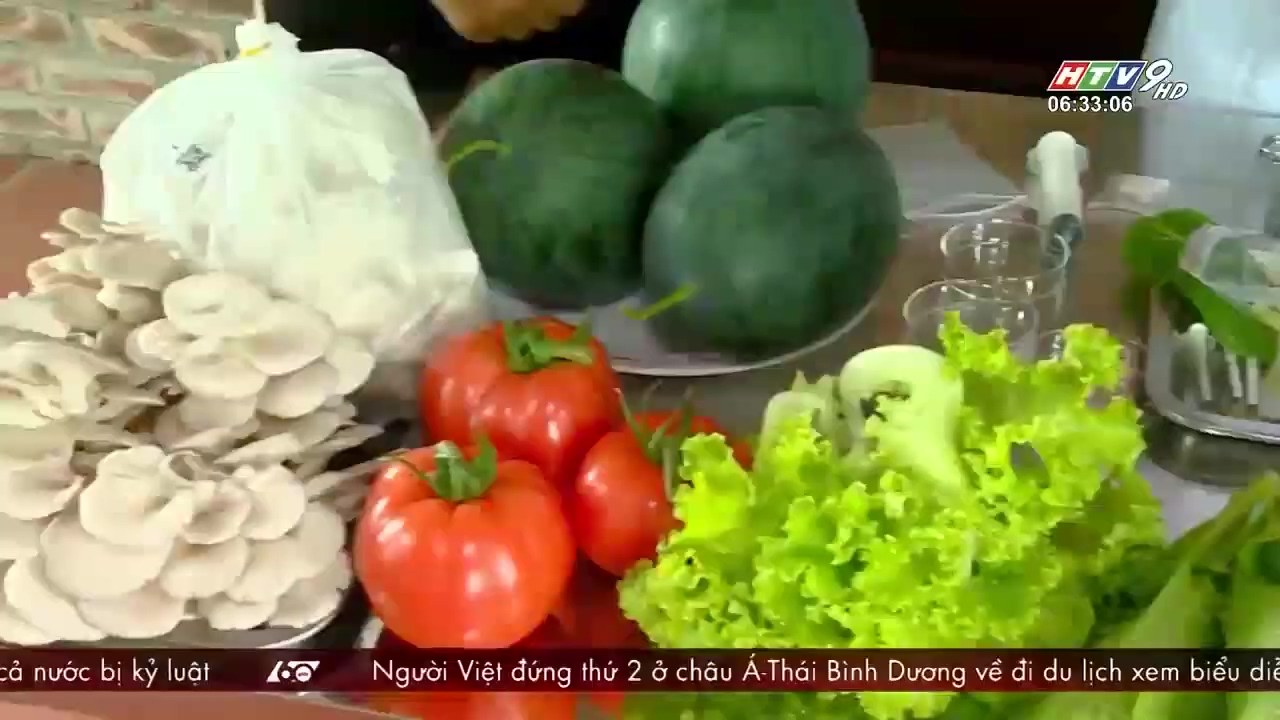 HTV9 HD
06:33:06
cả nước bị kỷ luật 60 Người Việt đứng thứ 2 ở châu Á-Thái Bình Dương về đi du lịch xem biểu diễ